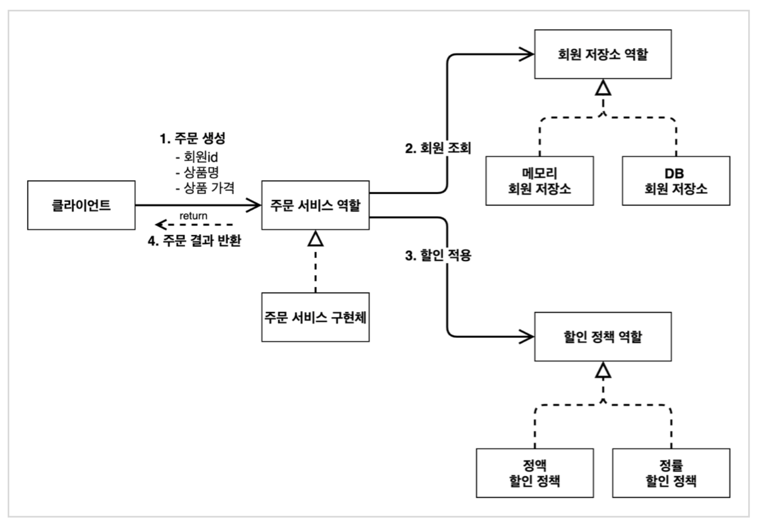 회원 저장소 역할
1. 주문 생성
- 회원id
- 상품명
- 상품 가격
2. 회원 조회
메모리
회원 저장소
DB
회원 저장소
클라이언트
주문 서비스 역할
return
4. 주문 결과 반환
3. 할인 적용
주문 서비스 구현체
할인 정책 역할
정액
할인 정책
정률
할인 정책